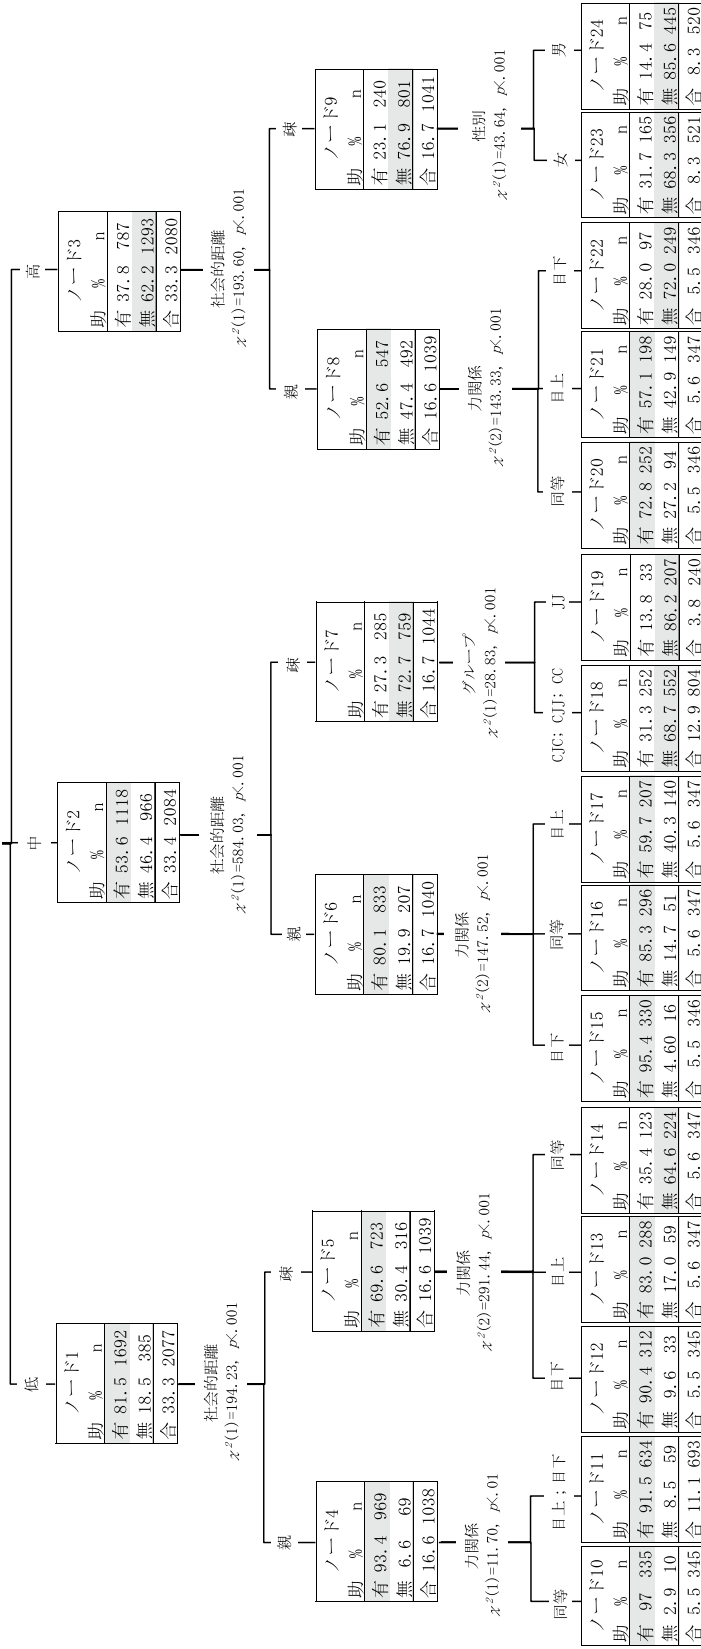 低
中
高
ノード1
助 % n
有 81.5 1692
無 18.5 385
合 33.3 2077
ノード2
助 % n
有 53.6 1118
無 46.4 966
合 33.4 2084
ノード3
助 % n
有 37.8 787
無 62.2 1293
合 33.3 2080
社会的距離
χ²(1)=194.23, p<.001
社会的距離
χ²(1)=584.03, p<.001
社会的距離
χ²(1)=193.60, p<.001
親
疎
親
疎
親
疎
ノード4
助 % n
有 93.4 969
無 6.6 69
合 16.6 1038
ノード5
助 % n
有 69.6 723
無 30.4 316
合 16.6 1039
ノード6
助 % n
有 80.1 833
無 19.9 207
合 16.7 1040
ノード7
助 % n
有 27.3 285
無 72.7 759
合 16.7 1044
ノード8
助 % n
有 52.6 547
無 47.4 492
合 16.6 1039
ノード9
助 % n
有 23.1 240
無 76.9 801
合 16.7 1041
力関係
χ²(1)=11.70, p<.01
力関係
χ²(2)=291.44, p<.001
力関係
χ²(2)=147.52, p<.001
グループ
χ²(1)=28.83, p<.001
力関係
χ²(2)=143.33, p<.001
性別
χ²(1)=43.64, p<.001
同等
目上；目下
目下
目上
同等
目下
同等
目上
CJC; CJJ; CC
JJ
同等
目上
目下
女
男
ノード10
助 % n
有 97 335
無 2.9 10
合 5.5 345
ノード11
助 % n
有 91.5 634
無 8.5 59
合 11.1 693
ノード12
助 % n
有 90.4 312
無 9.6 33
合 5.5 345
ノード13
助 % n
有 83.0 288
無 17.0 59
合 5.6 347
ノード14
助 % n
有 35.4 123
無 64.6 224
合 5.6 347
ノード15
助 % n
有 95.4 330
無 4.60 16
合 5.5 346
ノード16
助 % n
有 85.3 296
無 14.7 51
合 5.6 347
ノード17
助 % n
有 59.7 207
無 40.3 140
合 5.6 347
ノード18
助 % n
有 31.3 252
無 68.7 552
合 12.9 804
ノード19
助 % n
有 13.8 33
無 86.2 207
合 3.8 240
ノード20
助 % n
有 72.8 252
無 27.2 94
合 5.5 346
ノード21
助 % n
有 57.1 198
無 42.9 149
合 5.6 347
ノード22
助 % n
有 28.0 97
無 72.0 249
合 5.5 346
ノード23
助 % n
有 31.7 165
無 68.3 356
合 8.3 521
ノード24
助 % n
有 14.4 75
無 85.6 445
合 8.3 520